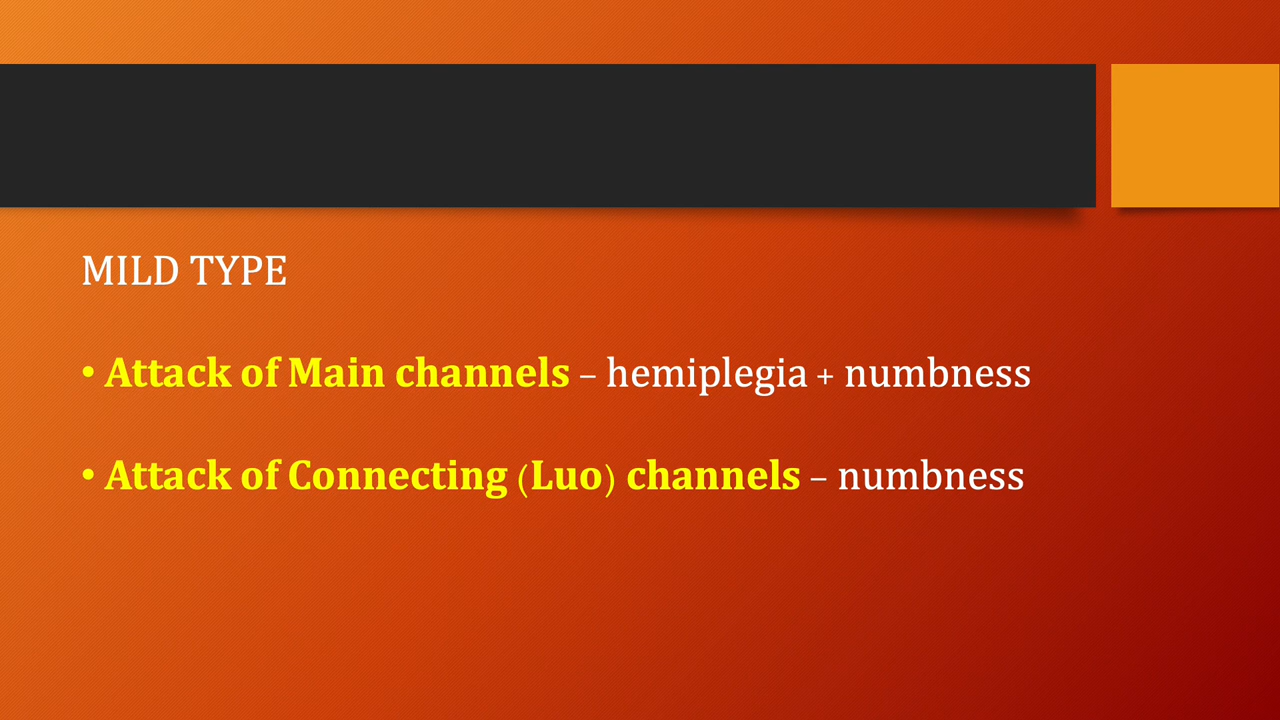 MILD TYPE
• Attack of Main channels – hemiplegia + numbness
• Attack of Connecting (Luo) channels – numbness